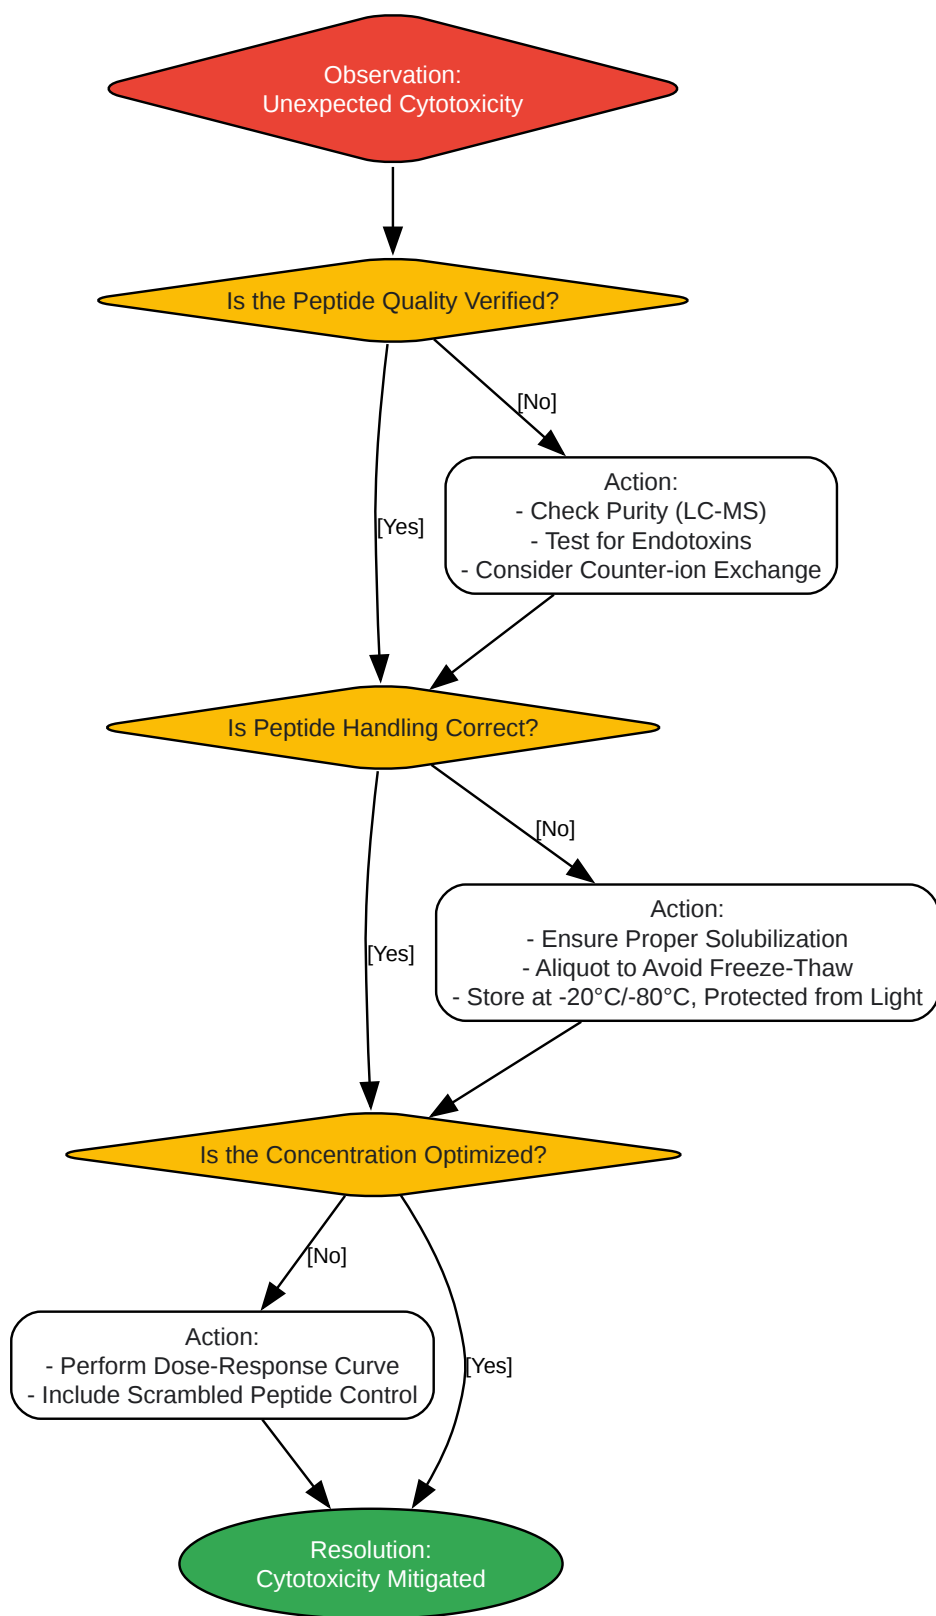 Observation:
Unexpected Cytotoxicity
Is the Peptide Quality Verified?
[No]
Action:
- Check Purity (LC-MS)
- Test for Endotoxins
- Consider Counter-ion Exchange
[Yes]
Is Peptide Handling Correct?
[No]
Action:
- Ensure Proper Solubilization
- Aliquot to Avoid Freeze-Thaw
- Store at -20°C/-80°C, Protected from Light
[Yes]
Is the Concentration Optimized?
[No]
Action:
- Perform Dose-Response Curve
- Include Scrambled Peptide Control
[Yes]
Resolution:
Cytotoxicity Mitigated